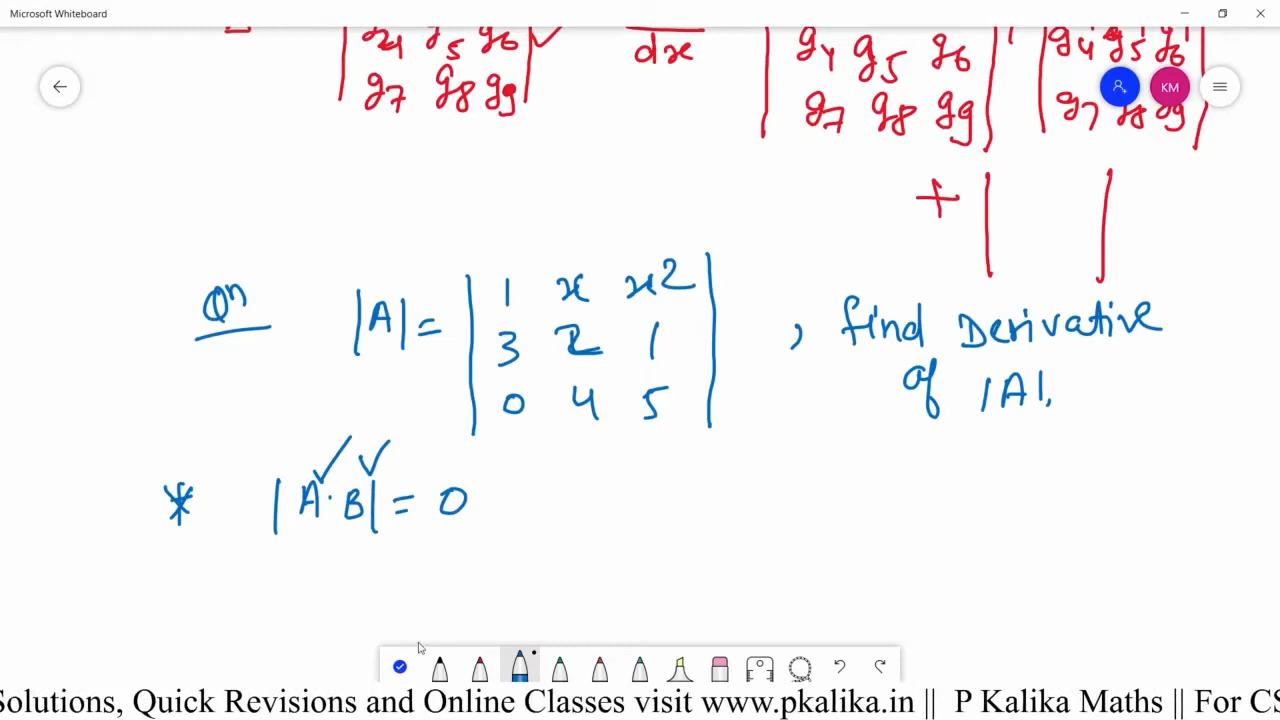 Microsoft Whiteboard
g4 g5 g6
dx
g4 g5 g6
g4' g5' g6'
g7 g8 g9
g7 g8 g9
g7 g8 g9
KM
+ | |
Qn |A| = | 1 x x2 | , find Derivative
| 3 2 1 |
of |A|,
| 0 4 5 |
* |A·B| = 0
Solutions, Quick Revisions and Online Classes visit www.pkalika.in || P Kalika Maths || For CS